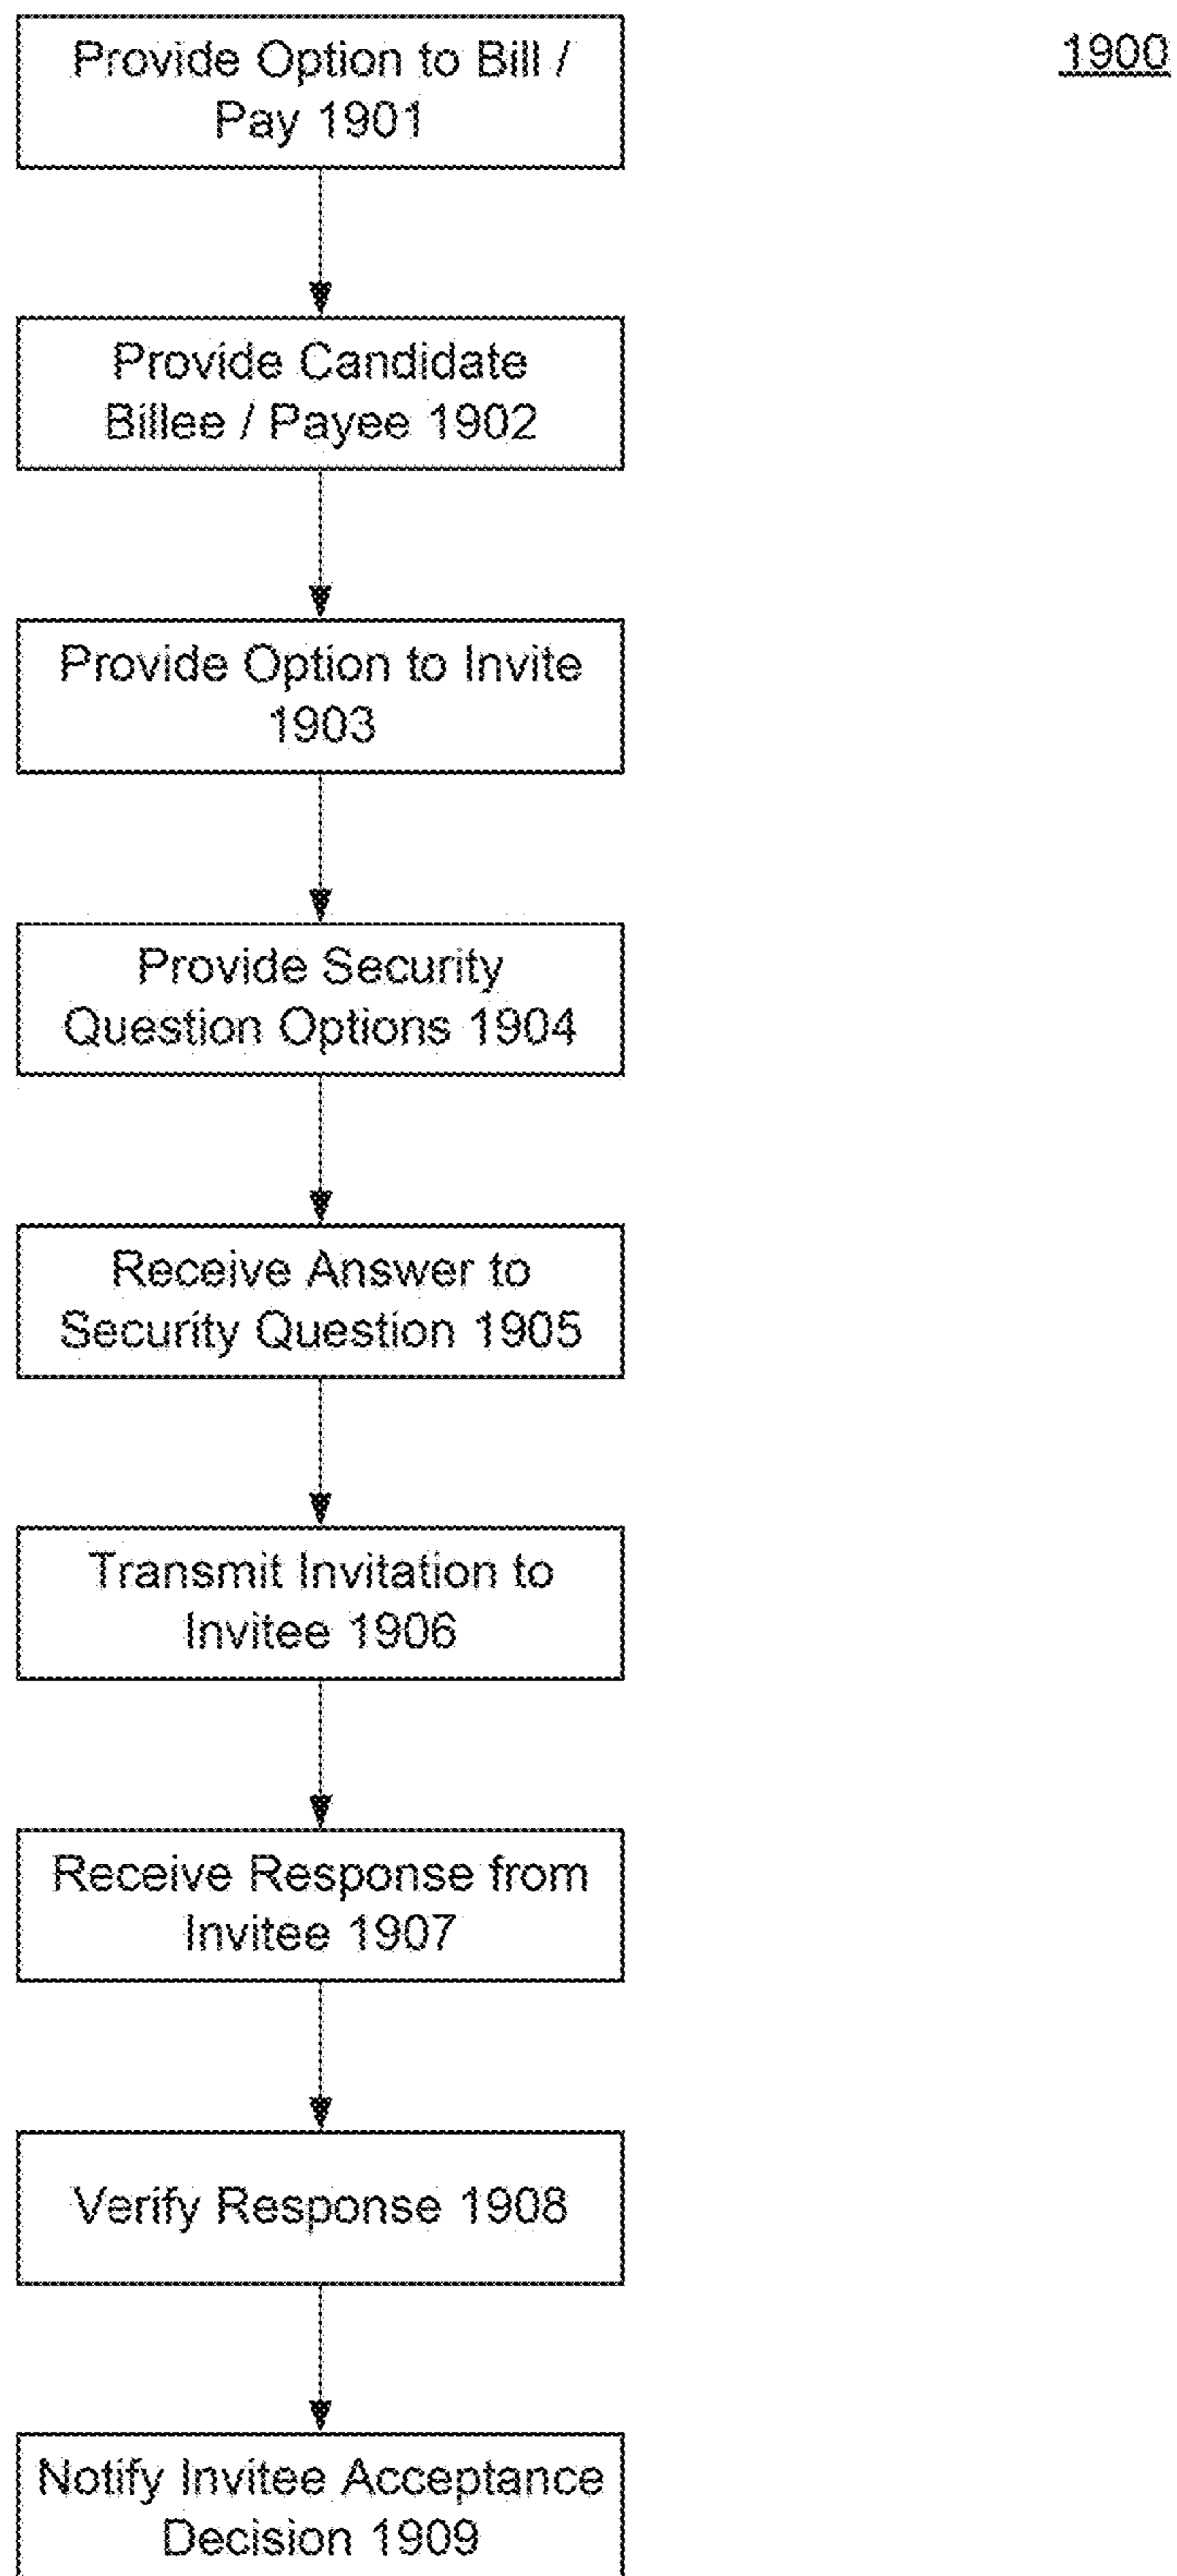 1900
Provide Option to Bill /
Pay 1901
Provide Candidate
Billee / Payee 1902
Provide Option to Invite
1903
Provide Security
Question Options 1904
Receive Answer to
Security Question 1905
Transmit Invitation to
Invitee 1906
Receive Response from
Invitee 1907
Verify Response 1908
Notify Invitee Acceptance
Decision 1909